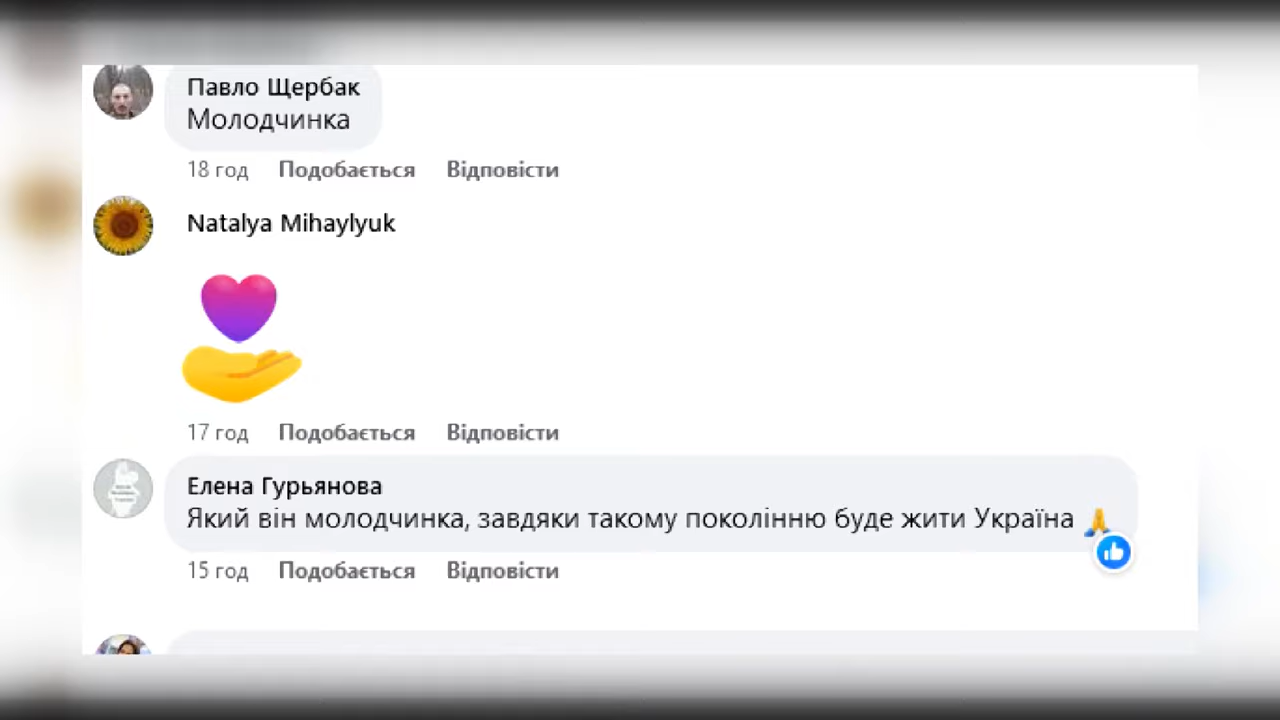 Павло Щербак
Молодчинка
18 год Подобається Відповісти
Natalya Mihaylyuk
17 год Подобається Відповісти
Елена Гурьянова
Який він молодчинка, завдяки такому поколінню буде жити Україна 🙏
15 год Подобається Відповісти